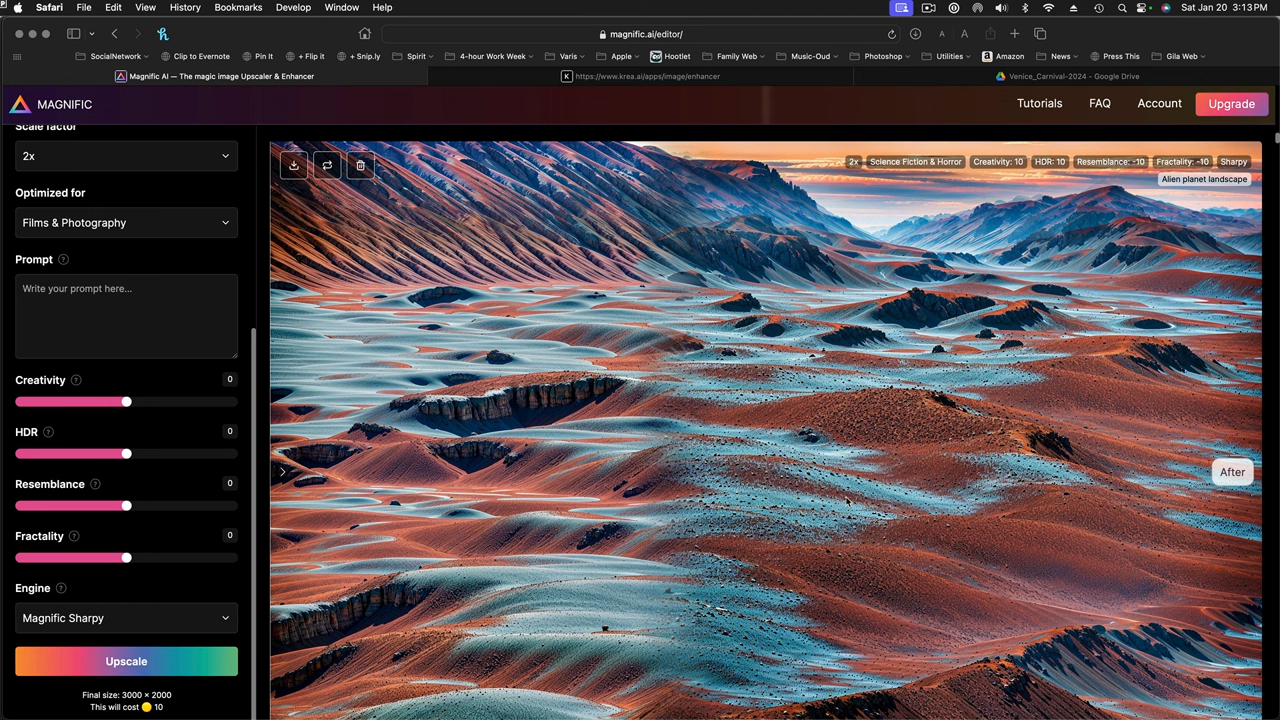 Safari File Edit View History Bookmarks Develop Window Help Sat Jan 20 3:13 PM
magnific.ai/editor/ A A
SocialNetwork Clip to Evernote Pin It + Flip it + Snip.ly Spirit 4-hour Work Week Varis Apple Hootlet Family Web Music-Oud Photoshop Utilities Amazon News Press This Gila Web
Magnific AI — The magic image Upscaler & Enhancer K https://www.krea.ai/apps/image/enhancer Venice_Carnival-2024 - Google Drive
MAGNIFIC Tutorials FAQ Account Upgrade
Scale factor
2x
Optimized for
Films & Photography
Prompt ?
Write your prompt here...
Creativity ? 0
HDR ? 0
Resemblance ? 0
Fractality ? 0
Engine ?
Magnific Sharpy
Upscale
Final size: 3000 × 2000
This will cost 10
2x Science Fiction & Horror Creativity: 10 HDR: 10 Resemblance: -10 Fractality: -10 Sharpy
Alien planet landscape
After